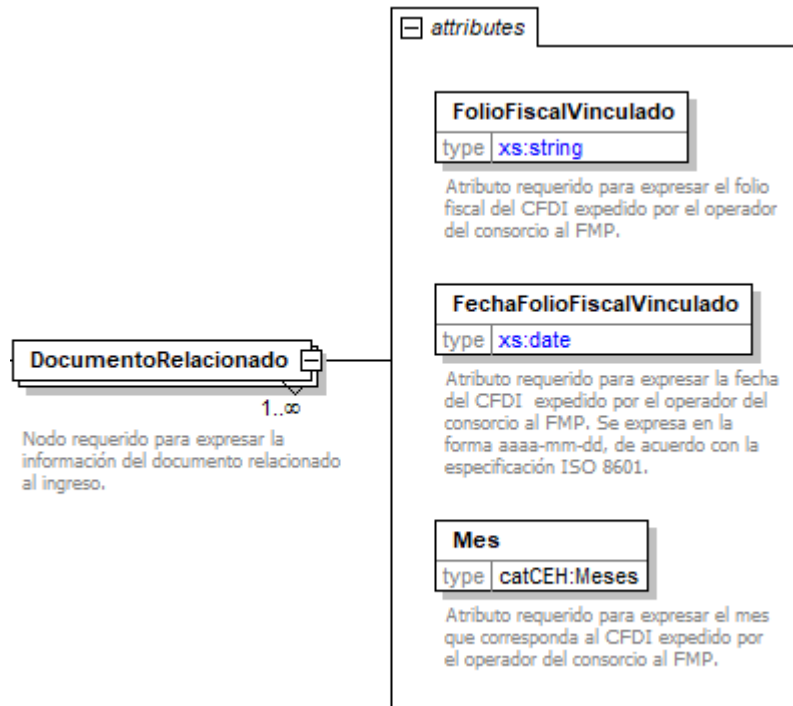 attributes
FolioFiscalVinculado
type xs:string
Atributo requerido para expresar el folio
fiscal del CFDI expedido por el operador
del consorcio al FMP.
FechaFolioFiscalVinculado
type xs:date
Atributo requerido para expresar la fecha
del CFDI expedido por el operador del
consorcio al FMP. Se expresa en la
forma aaaa-mm-dd, de acuerdo con la
especificación ISO 8601.
DocumentoRelacionado
1..∞
Nodo requerido para expresar la
información del documento relacionado
al ingreso.
Mes
type catCEH:Meses
Atributo requerido para expresar el mes
que corresponda al CFDI expedido por
el operador del consorcio al FMP.